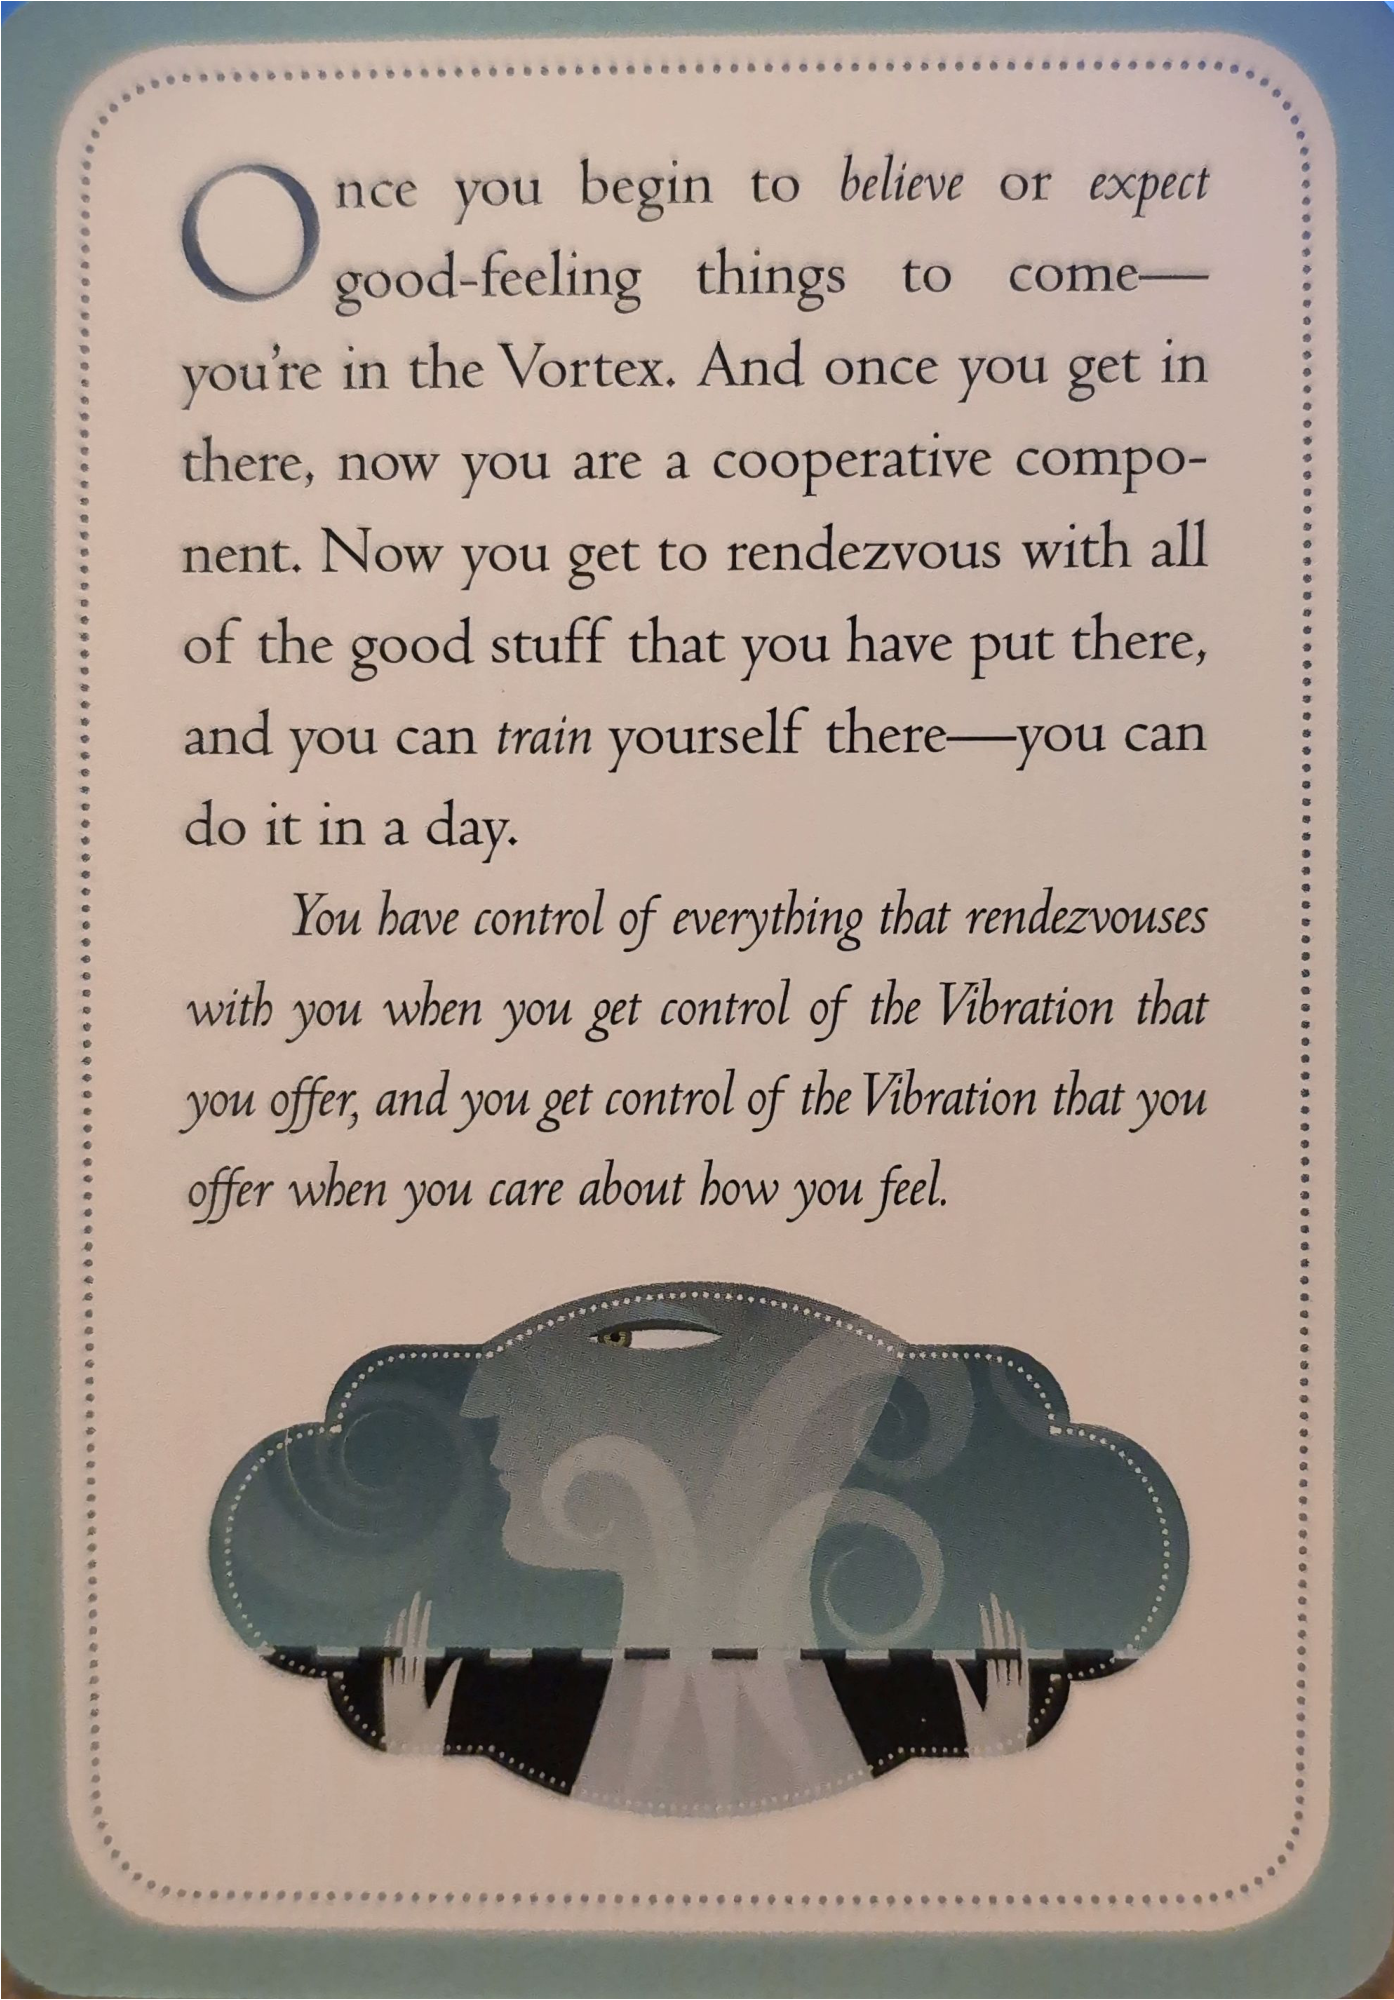 Once you begin to believe or expect
good-feeling things to come—
you're in the Vortex. And once you get in
there, now you are a cooperative compo-
nent. Now you get to rendezvous with all
of the good stuff that you have put there,
and you can train yourself there—you can
do it in a day.
You have control of everything that rendezvouses
with you when you get control of the Vibration that
you offer, and you get control of the Vibration that you
offer when you care about how you feel.